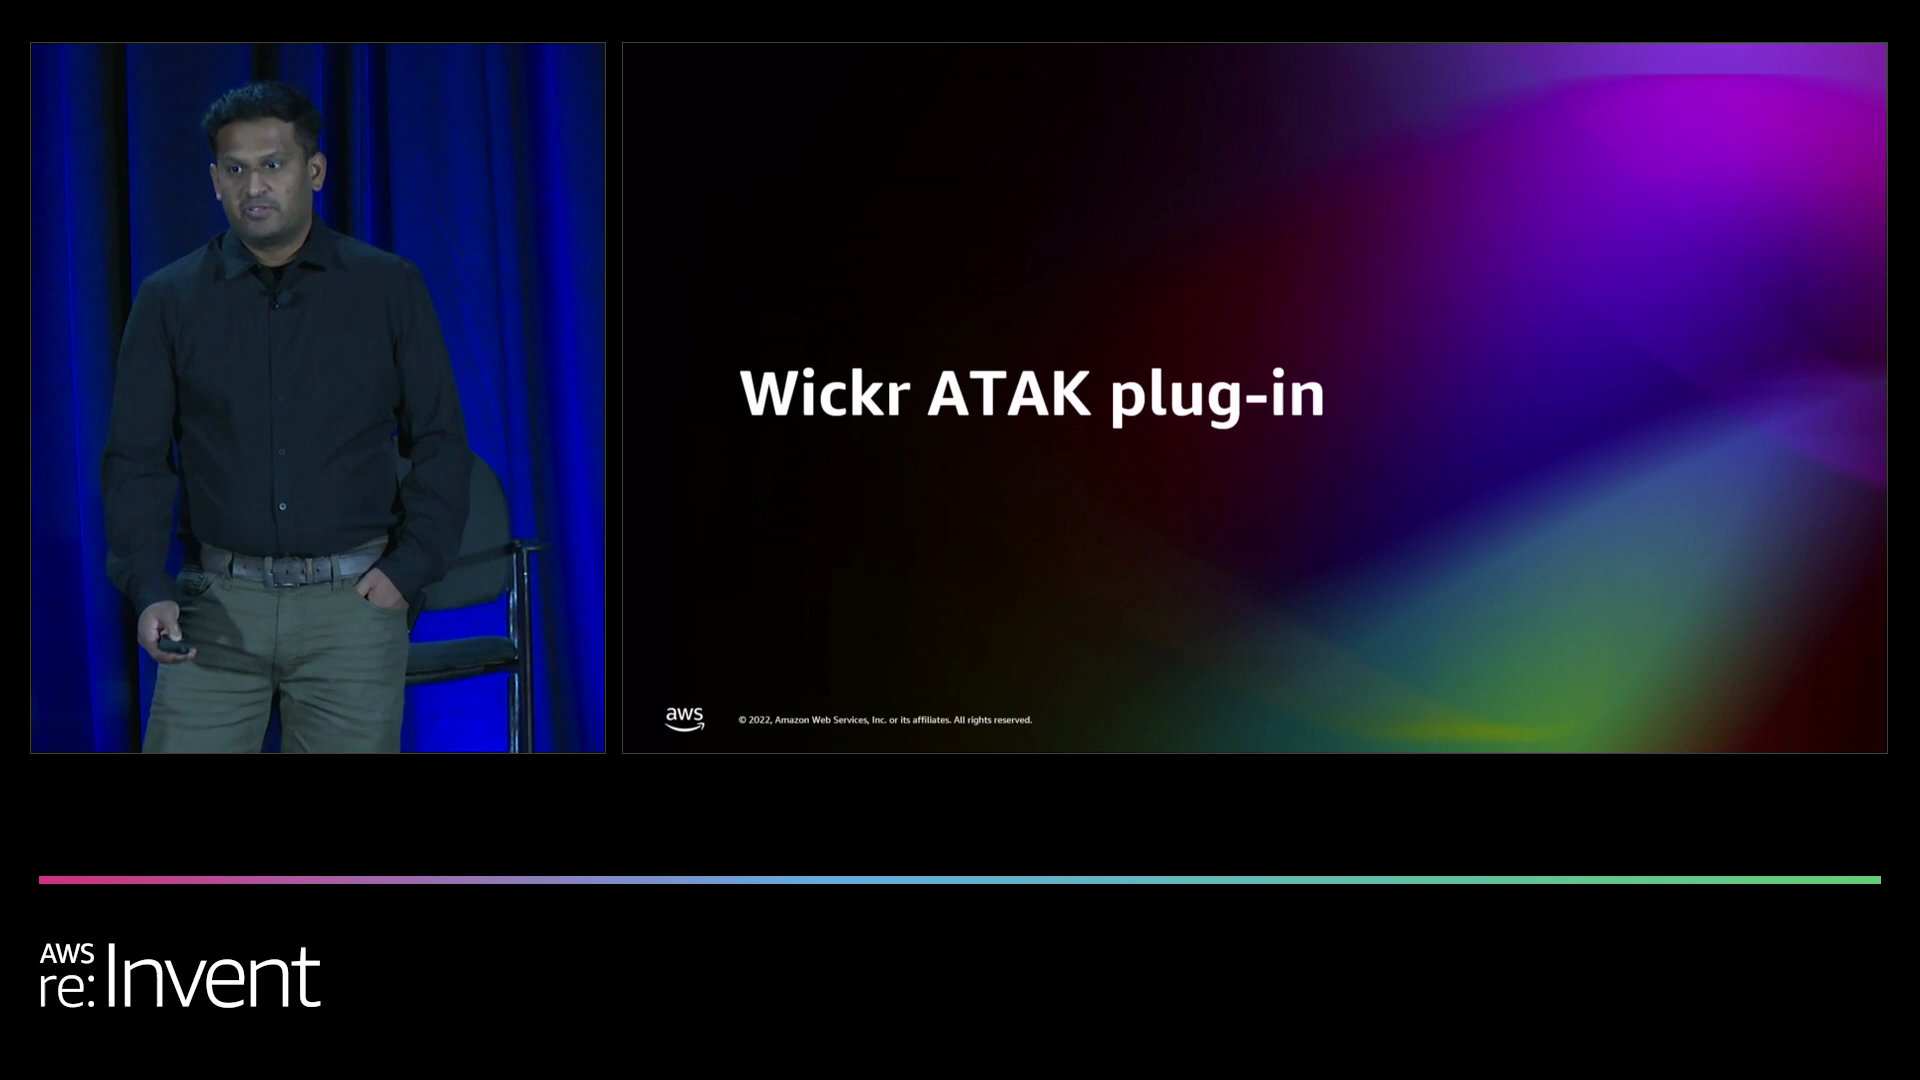 Wickr ATAK plug-in
aws
© 2022, Amazon Web Services, Inc. or its affiliates. All rights reserved.
AWS
re:Invent